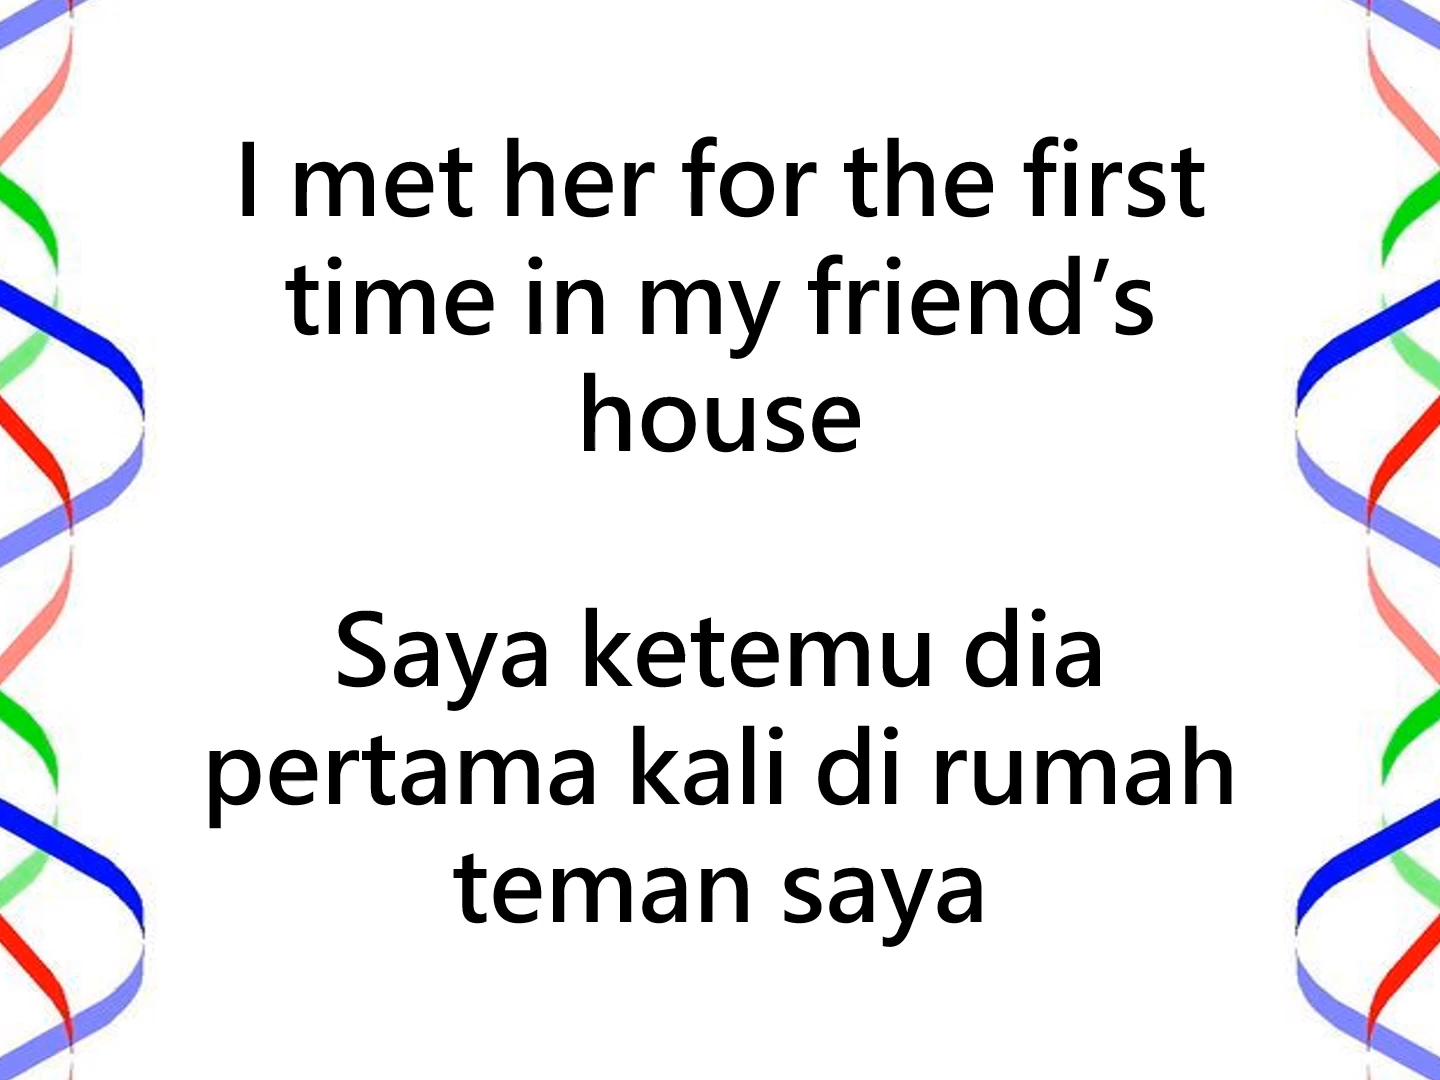 I met her for the first
time in my friend’s
house
Saya ketemu dia
pertama kali di rumah
teman saya